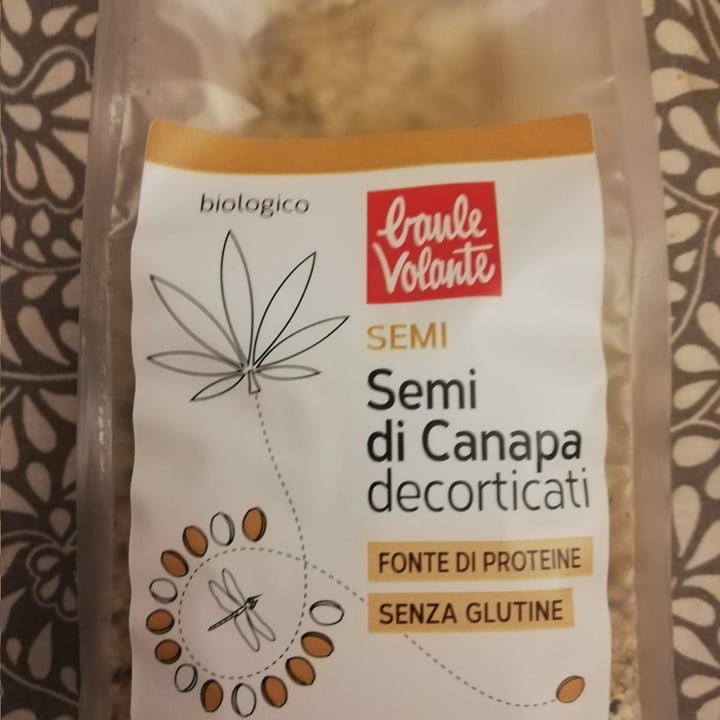 biologico
baule
volante
SEMI
Semi
di Canapa
decorticati
FONTE DI PROTEINE
SENZA GLUTINE